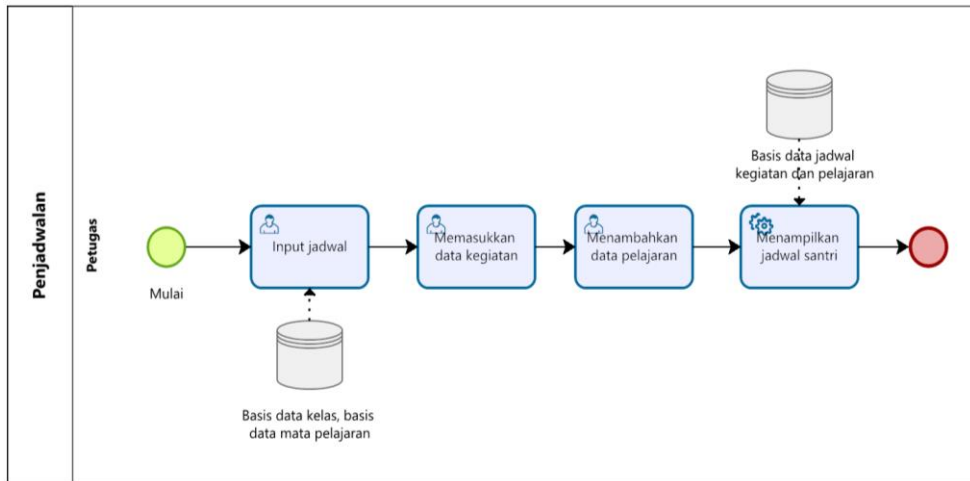 Penjadwalan
Petugas
Mulai
Input jadwal
Basis data kelas, basis
data mata pelajaran
Memasukkan
data kegiatan
Menambahkan
data pelajaran
Basis data jadwal
kegiatan dan pelajaran
Menampilkan
jadwal santri